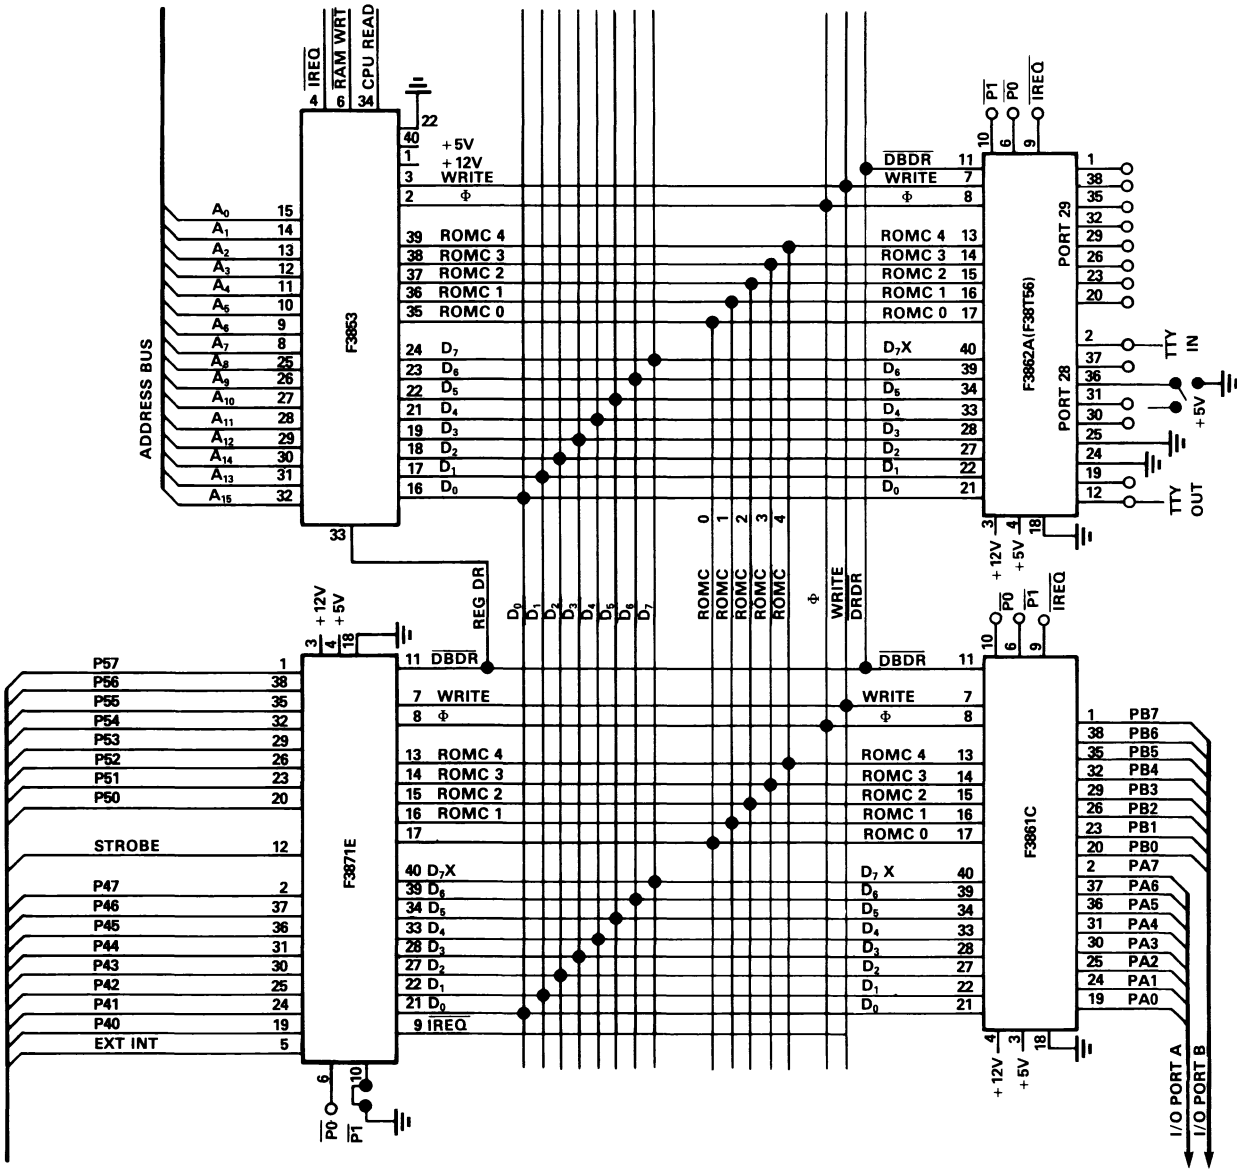 ADDRESS BUS
IREQ
RAM WRT
CPU READ
4 6 34
22
40 +5V
1 +12V
3 WRITE
2 Φ
39 ROMC 4
38 ROMC 3
37 ROMC 2
36 ROMC 1
35 ROMC 0
24 D7
23 D6
22 D5
21 D4
19 D3
18 D2
17 D1
16 D0
F3853
A0 15
A1 14
A2 13
A3 12
A4 11
A5 10
A6 9
A7 8
A8 25
A9 26
A10 27
A11 28
A12 29
A14 30
A13 31
A15 32
33
REG DR
D0
D1
D2
D3
D4
D5
D6
D7
ROMC 0
ROMC 1
ROMC 2
ROMC 3
ROMC 4
Φ
WRITE
DRDR
P1 P0 IREQ
10 6 9
DBDR 11
WRITE 7
Φ 8
ROMC 4 13
ROMC 3 14
ROMC 2 15
ROMC 1 16
ROMC 0 17
D7X 40
D6 39
D5 34
D4 33
D3 28
D2 27
D1 22
D0 21
F3862A(F38T56)
PORT 29
PORT 28
1
38
35
32
29
26
23
20
2
37
36
31
30
25
24
19
12
TTY IN
+5V
TTY OUT
3 4 18
+12V
+5V
+12V
+5V
3 4 18
P57 1
P56 38
P55 35
P54 32
P53 29
P52 26
P51 23
P50 20
STROBE 12
P47 2
P46 37
P45 36
P44 31
P43 30
P42 25
P41 24
P40 19
EXT INT 5
F3871E
11 DBDR
7 WRITE
8 Φ
13 ROMC 4
14 ROMC 3
15 ROMC 2
16 ROMC 1
17
40 D7X
39 D6
34 D5
33 D4
28 D3
27 D2
22 D1
21 D0
9 IREQ
6 10
P0
P1
P0 P1 IREQ
10 6 9
DBDR 11
WRITE 7
Φ 8
ROMC 4 13
ROMC 3 14
ROMC 2 15
ROMC 1 16
ROMC 0 17
D7 X 40
D6 39
D5 34
D4 33
D3 28
D2 27
D1 22
D0 21
F3861C
1 PB7
38 PB6
35 PB5
32 PB4
29 PB3
26 PB2
23 PB1
20 PB0
2 PA7
37 PA6
36 PA5
31 PA4
30 PA3
25 PA2
24 PA1
19 PA0
4 3 18
+12V
+5V
I/O PORT A
I/O PORT B